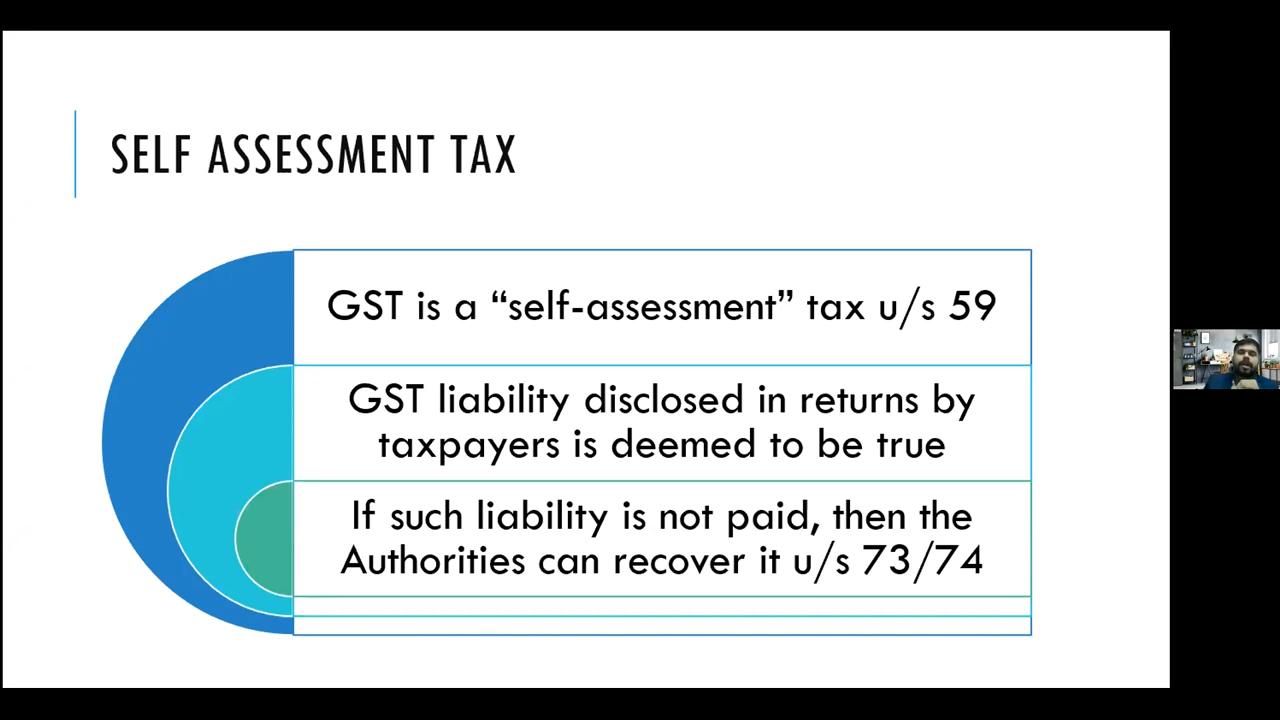 SELF ASSESSMENT TAX
GST is a “self-assessment” tax u/s 59
GST liability disclosed in returns by
taxpayers is deemed to be true
If such liability is not paid, then the
Authorities can recover it u/s 73/74